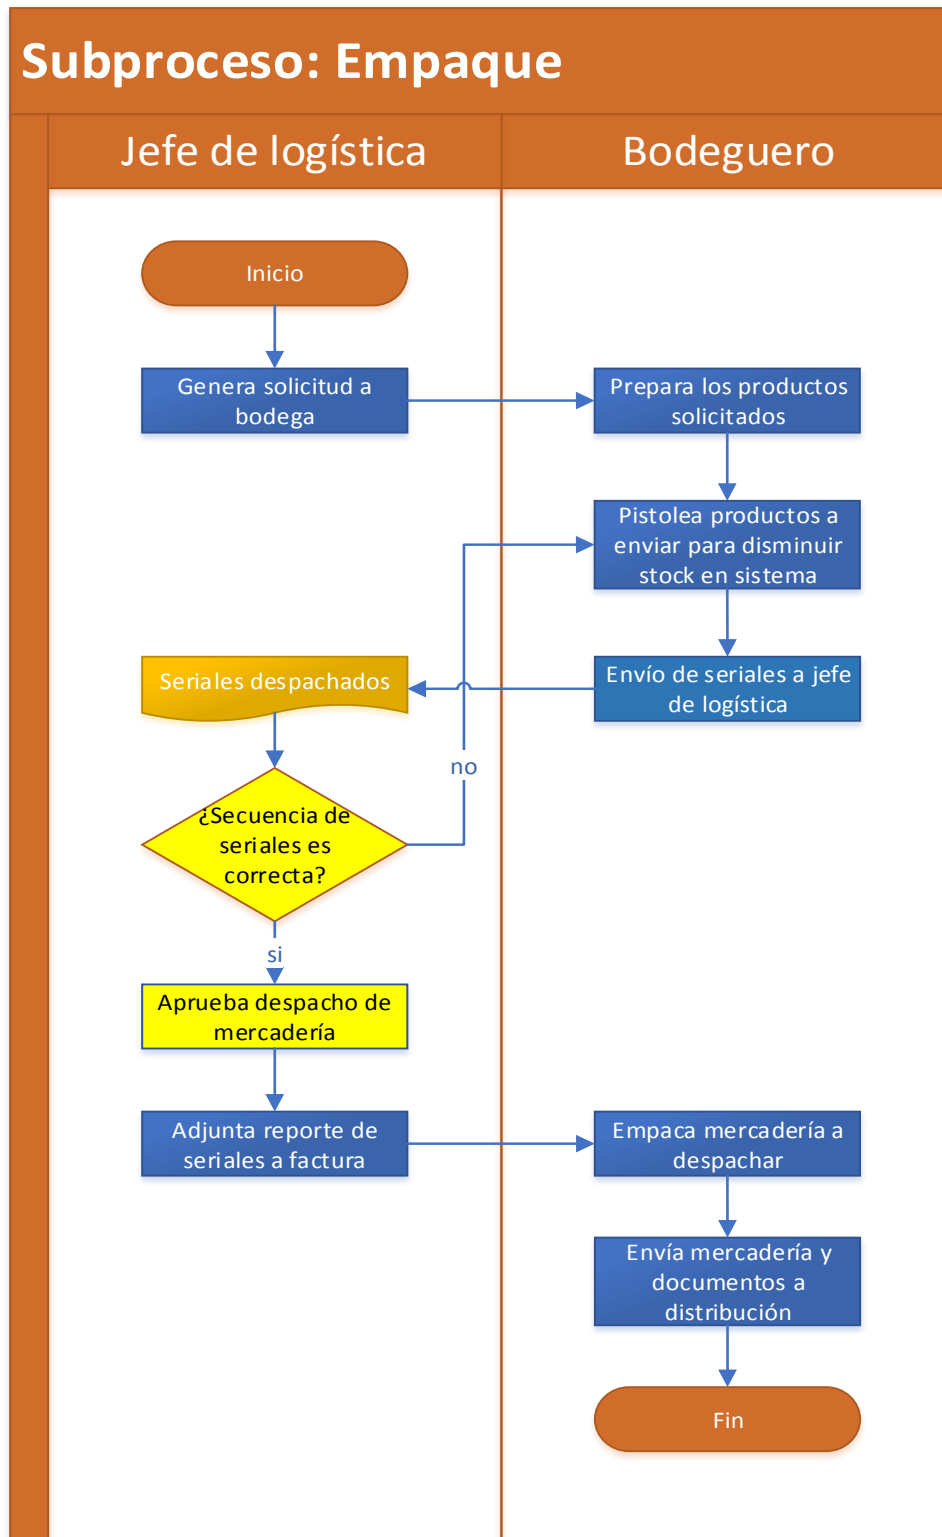 Subproceso: Empaque
Jefe de logística
Bodeguero
Inicio
Genera solicitud a
bodega
Prepara los productos
solicitados
Pistolea productos a
enviar para disminuir
stock en sistema
Seriales despachados
Envío de seriales a jefe
de logística
no
¿Secuencia de
seriales es
correcta?
si
Aprueba despacho de
mercadería
Adjunta reporte de
seriales a factura
Empaca mercadería a
despachar
Envía mercadería y
documentos a
distribución
Fin